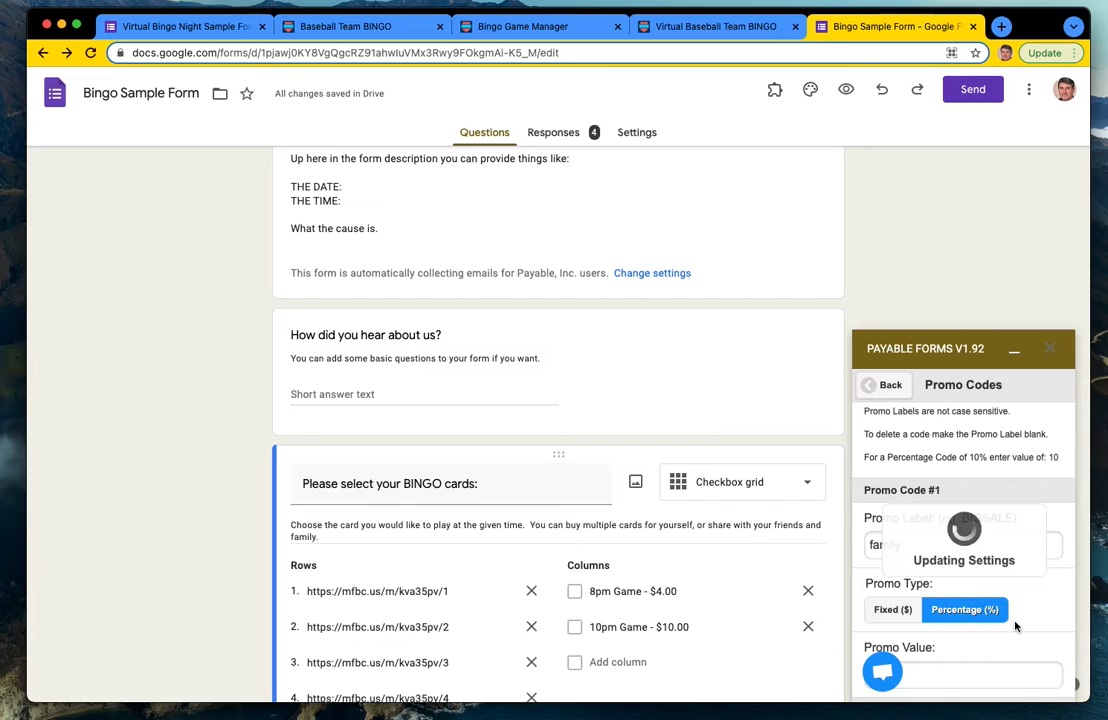 Virtual Bingo Night Sample For
Baseball Team BINGO
Bingo Game Manager
Virtual Baseball Team BINGO
Bingo Sample Form - Google F
docs.google.com/forms/d/1pjawj0KY8VgQgcRZ91ahwIuVMx3Rwy9FOkgmAi-K5_M/edit
Update
Bingo Sample Form
All changes saved in Drive
Send
Questions
Responses 4
Settings
Up here in the form description you can provide things like:
THE DATE:
THE TIME:
What the cause is.
This form is automatically collecting emails for Payable, Inc. users. Change settings
How did you hear about us?
You can add some basic questions to your form if you want.
Short answer text
Please select your BINGO cards:
Checkbox grid
Choose the card you would like to play at the given time. You can buy multiple cards for yourself, or share with your friends and
family.
Rows
Columns
1. https://mfbc.us/m/kva35pv/1
8pm Game - $4.00
2. https://mfbc.us/m/kva35pv/2
10pm Game - $10.00
3. https://mfbc.us/m/kva35pv/3
Add column
4. https://mfbc.us/m/kva35pv/4
PAYABLE FORMS V1.92
Back
Promo Codes
Promo Labels are not case sensitive.
To delete a code make the Promo Label blank.
For a Percentage Code of 10% enter value of: 10
Promo Code #1
Promo Label: (e.g. BIGSALE)
family
Updating Settings
Promo Type:
Fixed ($)
Percentage (%)
Promo Value: